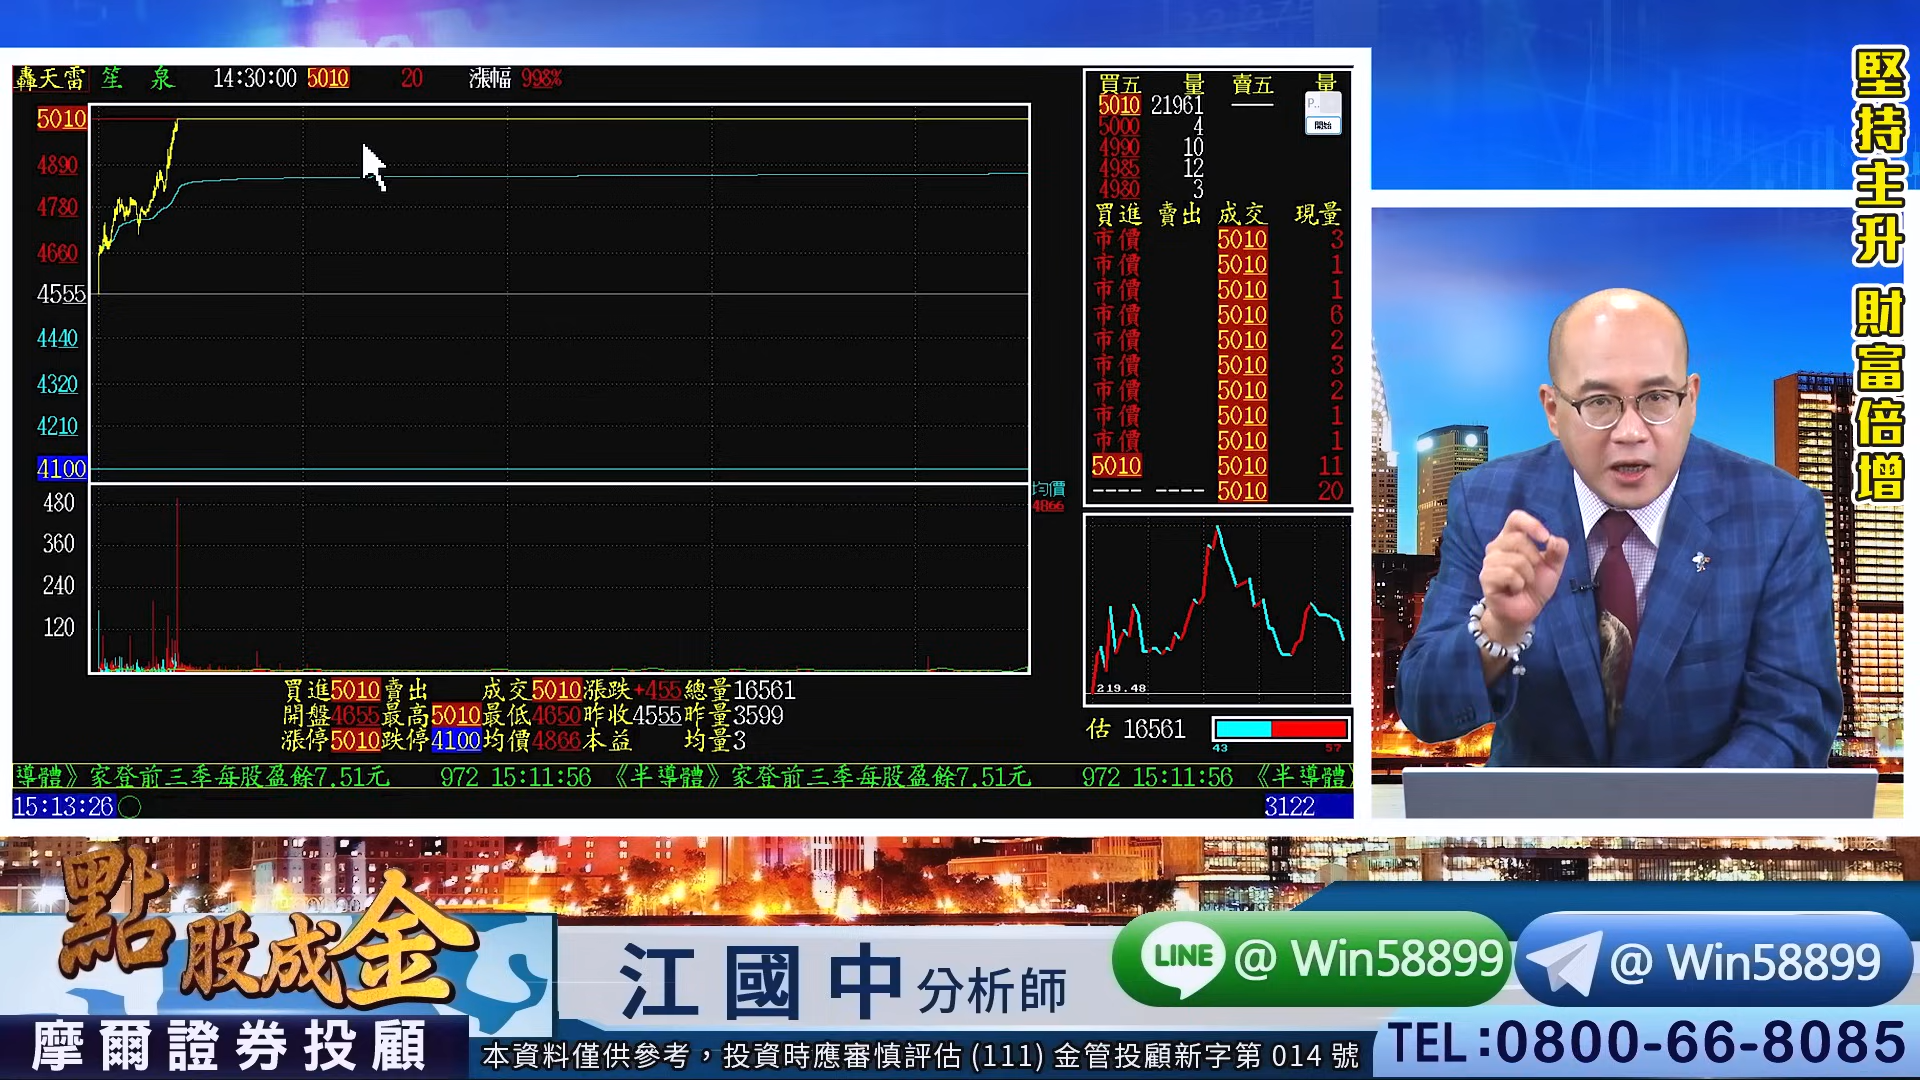 轟天雷 笙 泉 14:30:00 5010 20 漲幅 998%
5010
4890
4780
4660
4555
4440
4320
4210
4100
480
360
240
120
均價
4866
買五 量 賣五 量
5010 21961 ——
5000 4
4990 10
4985 12
4980 3
P..
開始
買進 賣出 成交 現量
市價 5010 3
市價 5010 1
市價 5010 1
市價 5010 6
市價 5010 2
市價 5010 3
市價 5010 2
市價 5010 1
市價 5010 1
5010 5010 11
---- ---- 5010 20
219.48
估 16561
43 57
買進5010賣出 成交5010漲跌+455總量16561
開盤4655最高5010最低4650昨收4555昨量3599
漲停5010跌停4100均價4866本益 均量3
導體》家登前三季每股盈餘7.51元 972 15:11:56 《半導體》家登前三季每股盈餘7.51元 972 15:11:56 《半導體》
15:13:26 3122
堅持主升 財富倍增
點股成金
摩爾證券投顧
江國中 分析師
LINE @ Win58899
@ Win58899
TEL:0800-66-8085
本資料僅供參考，投資時應審慎評估 (111) 金管投顧新字第 014 號